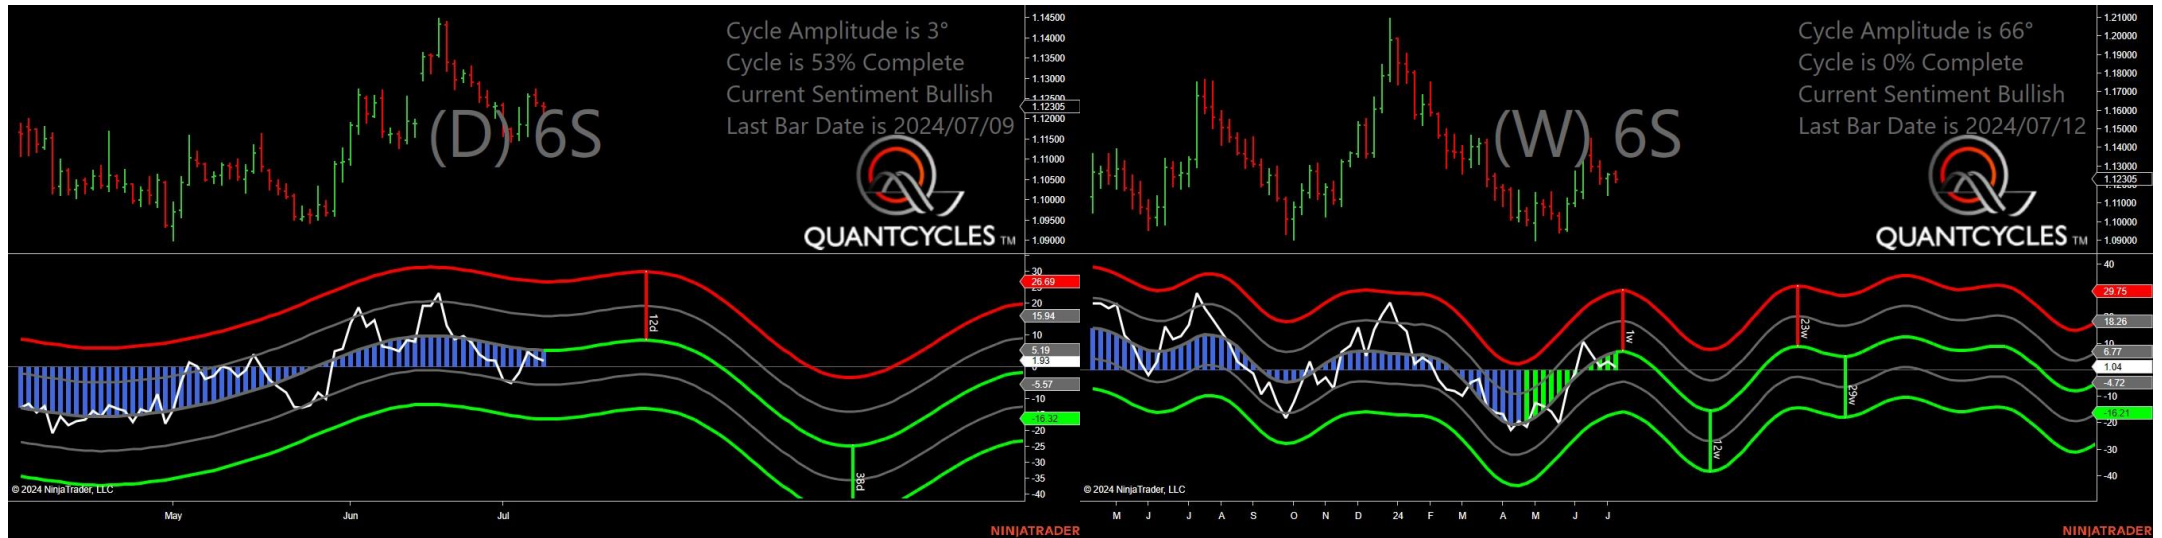 Cycle Amplitude is 3°
Cycle is 53% Complete
Current Sentiment Bullish
Last Bar Date is 2024/07/09
(D) 6S
QUANTCYCLES TM
1.14500
1.14000
1.13500
1.13000
1.12305
1.12000
1.11500
1.11000
1.10500
1.10000
1.09500
1.09000
30
26.69
20
15.94
10
5.19
1.93
0
-5.57
-10
-16.32
-20
-25
-30
-35
-40
12d
38d
© 2024 NinjaTrader, LLC
May Jun Jul
NINJATRADER
Cycle Amplitude is 66°
Cycle is 0% Complete
Current Sentiment Bullish
Last Bar Date is 2024/07/12
(W) 6S
QUANTCYCLES TM
1.21000
1.20000
1.19000
1.18000
1.17000
1.16000
1.15000
1.14000
1.13000
1.12305
1.11000
1.10000
1.09000
40
29.75
18.26
10
6.77
1.04
-4.72
-10
-16.21
-20
-30
-40
1w
12w
23w
29w
© 2024 NinjaTrader, LLC
M J J A S O N D 24 F M A M J J
NINJATRADER